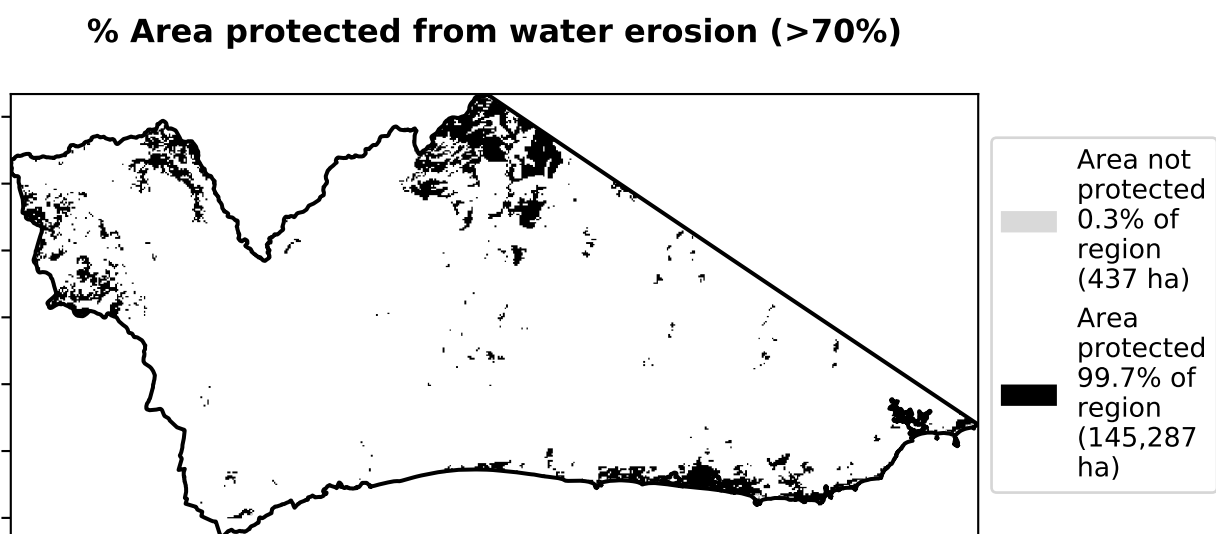 % Area protected from water erosion (>70%)
Area not
protected
0.3% of
region
(437 ha)
Area
protected
99.7% of
region
(145,287
ha)